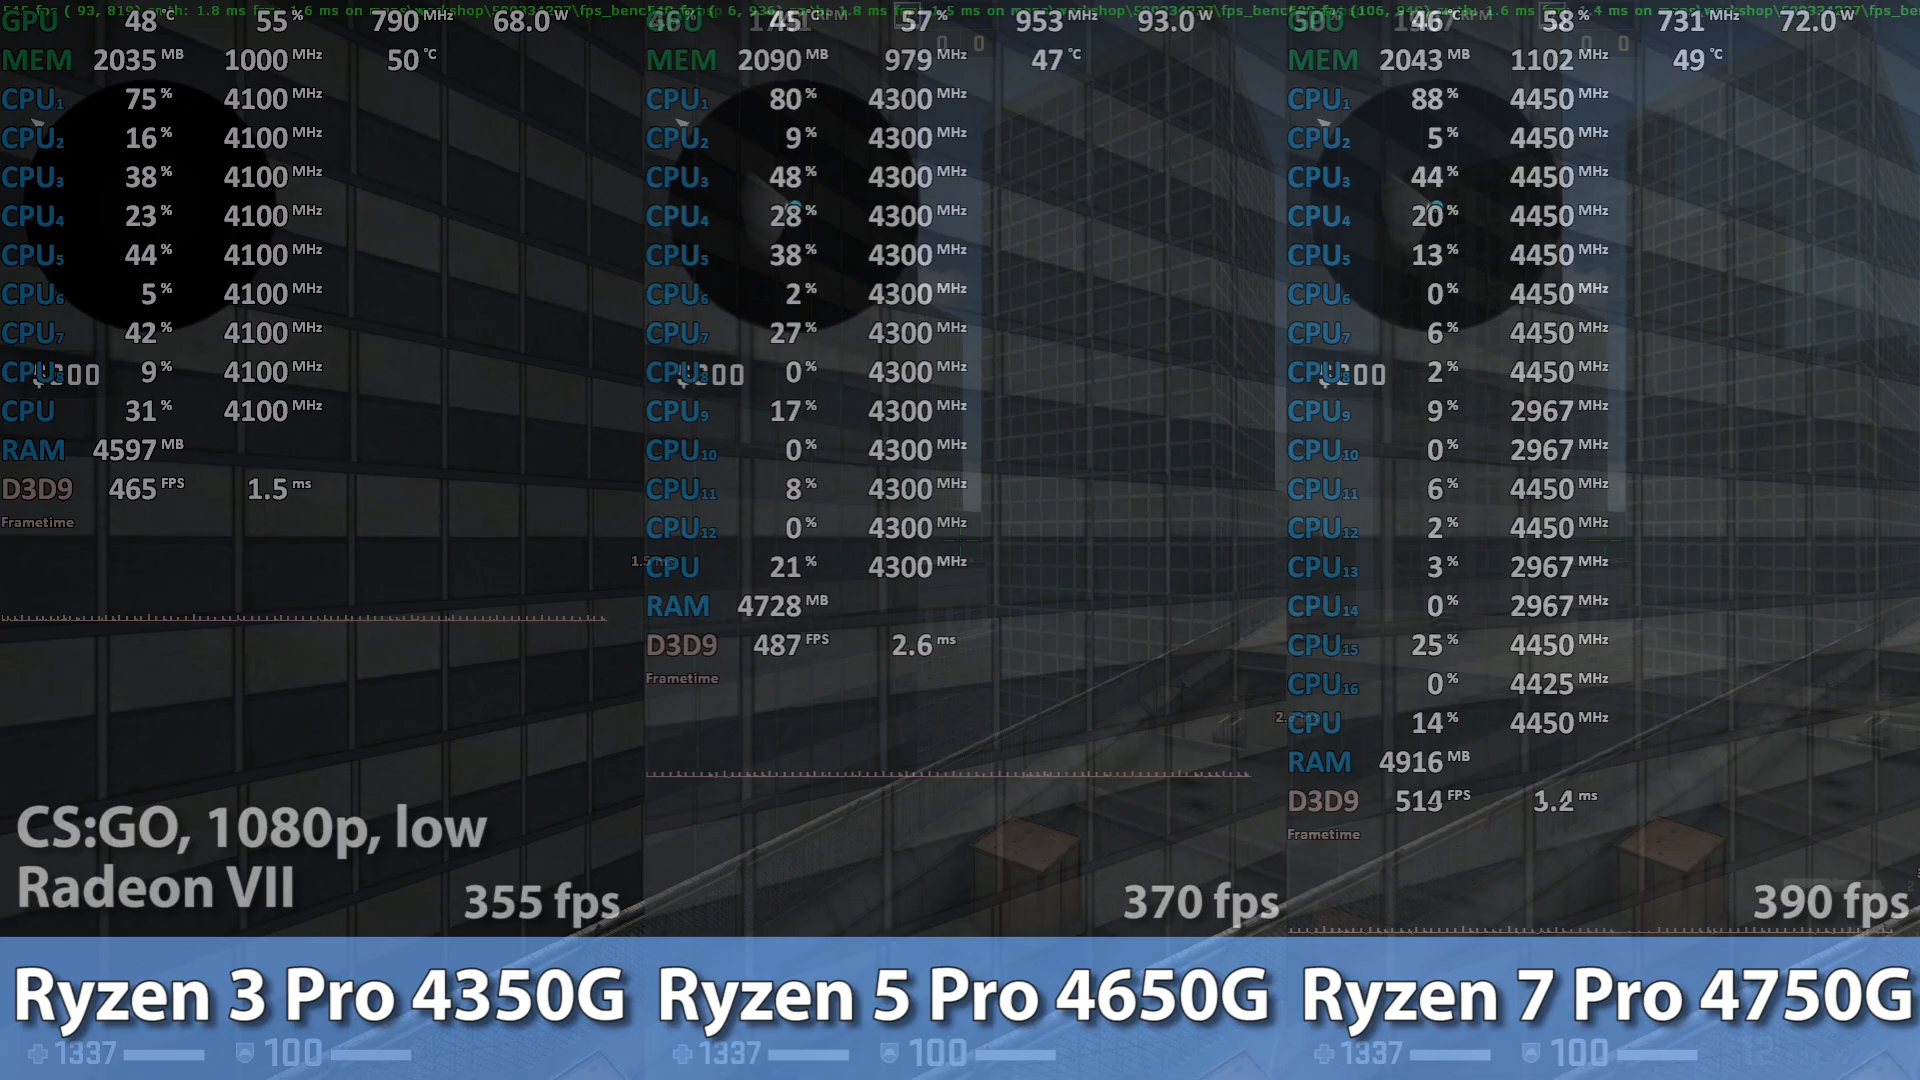 GPU 48 °C 55 % 790 MHz 68.0 W
MEM 2035 MB 1000 MHz 50 °C
CPU1 75 % 4100 MHz
CPU2 16 % 4100 MHz
CPU3 38 % 4100 MHz
CPU4 23 % 4100 MHz
CPU5 44 % 4100 MHz
CPU6 5 % 4100 MHz
CPU7 42 % 4100 MHz
CPU8 9 % 4100 MHz
CPU 31 % 4100 MHz
RAM 4597 MB
D3D9 465 FPS 1.5 ms
Frametime
CS:GO, 1080p, low
Radeon VII
355 fps
Ryzen 3 Pro 4350G
1337 100
GPU 45 °C 57 % 953 MHz 93.0 W
MEM 2090 MB 979 MHz 47 °C
CPU1 80 % 4300 MHz
CPU2 9 % 4300 MHz
CPU3 48 % 4300 MHz
CPU4 28 % 4300 MHz
CPU5 38 % 4300 MHz
CPU6 2 % 4300 MHz
CPU7 27 % 4300 MHz
CPU8 0 % 4300 MHz
CPU9 17 % 4300 MHz
CPU10 0 % 4300 MHz
CPU11 8 % 4300 MHz
CPU12 0 % 4300 MHz
CPU 21 % 4300 MHz
RAM 4728 MB
D3D9 487 FPS 2.6 ms
Frametime
370 fps
Ryzen 5 Pro 4650G
1337 100
GPU 46 °C 58 % 731 MHz 72.0 W
MEM 2043 MB 1102 MHz 49 °C
CPU1 88 % 4450 MHz
CPU2 5 % 4450 MHz
CPU3 44 % 4450 MHz
CPU4 20 % 4450 MHz
CPU5 13 % 4450 MHz
CPU6 0 % 4450 MHz
CPU7 6 % 4450 MHz
CPU8 2 % 4450 MHz
CPU9 9 % 2967 MHz
CPU10 0 % 2967 MHz
CPU11 6 % 4450 MHz
CPU12 2 % 4450 MHz
CPU13 3 % 2967 MHz
CPU14 0 % 2967 MHz
CPU15 25 % 4450 MHz
CPU16 0 % 4425 MHz
CPU 14 % 4450 MHz
RAM 4916 MB
D3D9 FPS ms
Frametime
390 fps
Ryzen 7 Pro 4750G
1337 100